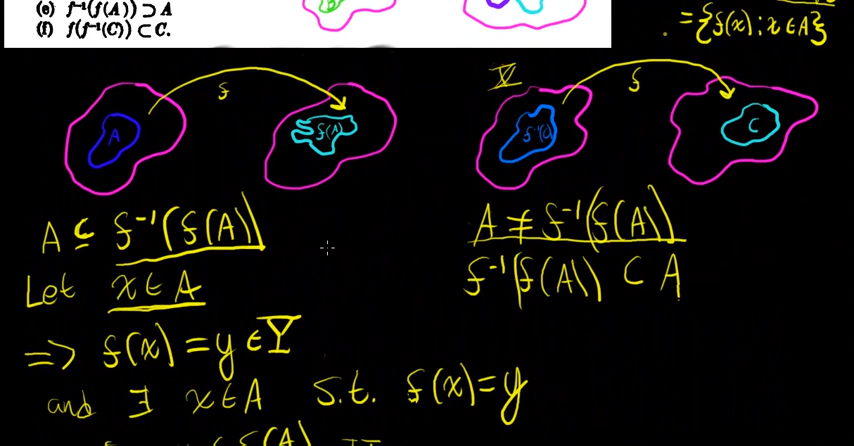 (e) f⁻¹(f(A)) ⊃ A
(f) f(f⁻¹(C)) ⊂ C.
= {f(x) : x ∈ A}
f
A
f(A)
f
f⁻¹(C)
C
A ⊆ f⁻¹(f(A))
Let x ∈ A
⇒ f(x) = y ∈ Y
and ∃ x ∈ A s.t. f(x) = y
A ≠ f⁻¹(f(A))
f⁻¹(f(A)) ⊂ A